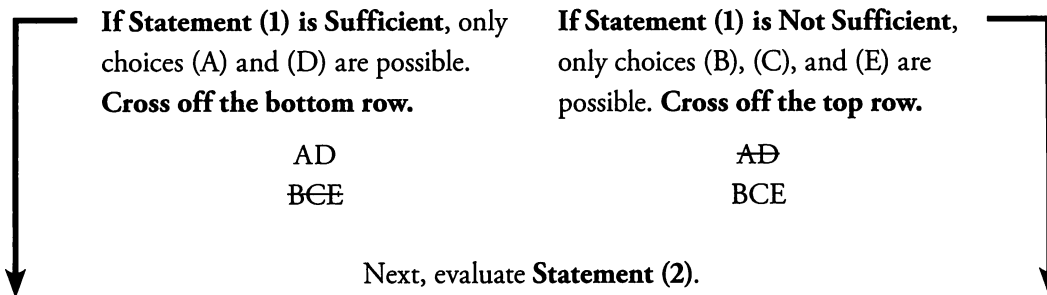 If Statement (1) is Sufficient, only
choices (A) and (D) are possible.
Cross off the bottom row.
AD
BCE
If Statement (1) is Not Sufficient,
only choices (B), (C), and (E) are
possible. Cross off the top row.
AD
BCE
Next, evaluate Statement (2).